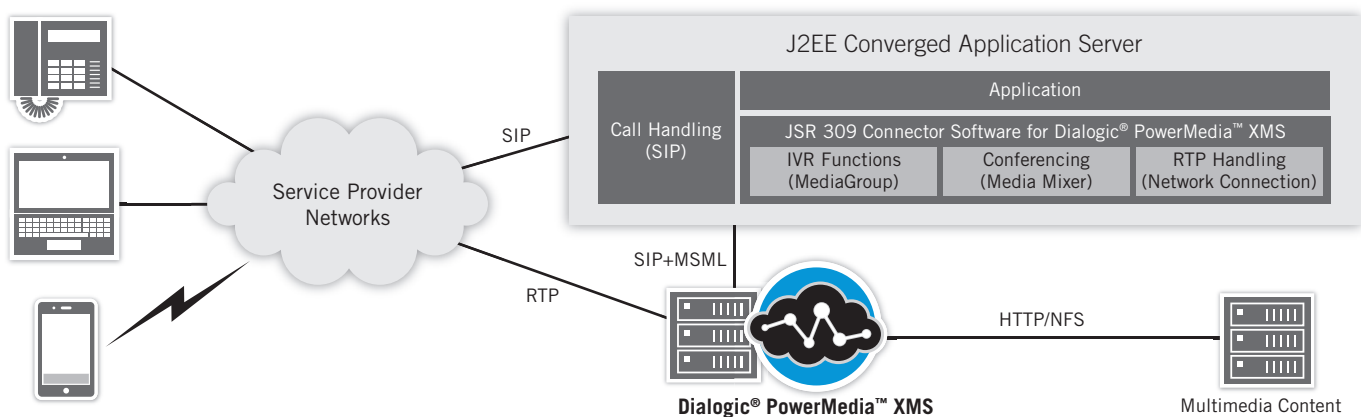 J2EE Converged Application Server
Application
Call Handling
(SIP)
JSR 309 Connector Software for Dialogic® PowerMedia™ XMS
IVR Functions
(MediaGroup)
Conferencing
(Media Mixer)
RTP Handling
(Network Connection)
SIP
Service Provider
Networks
SIP+MSML
RTP
HTTP/NFS
Dialogic® PowerMedia™ XMS
Multimedia Content